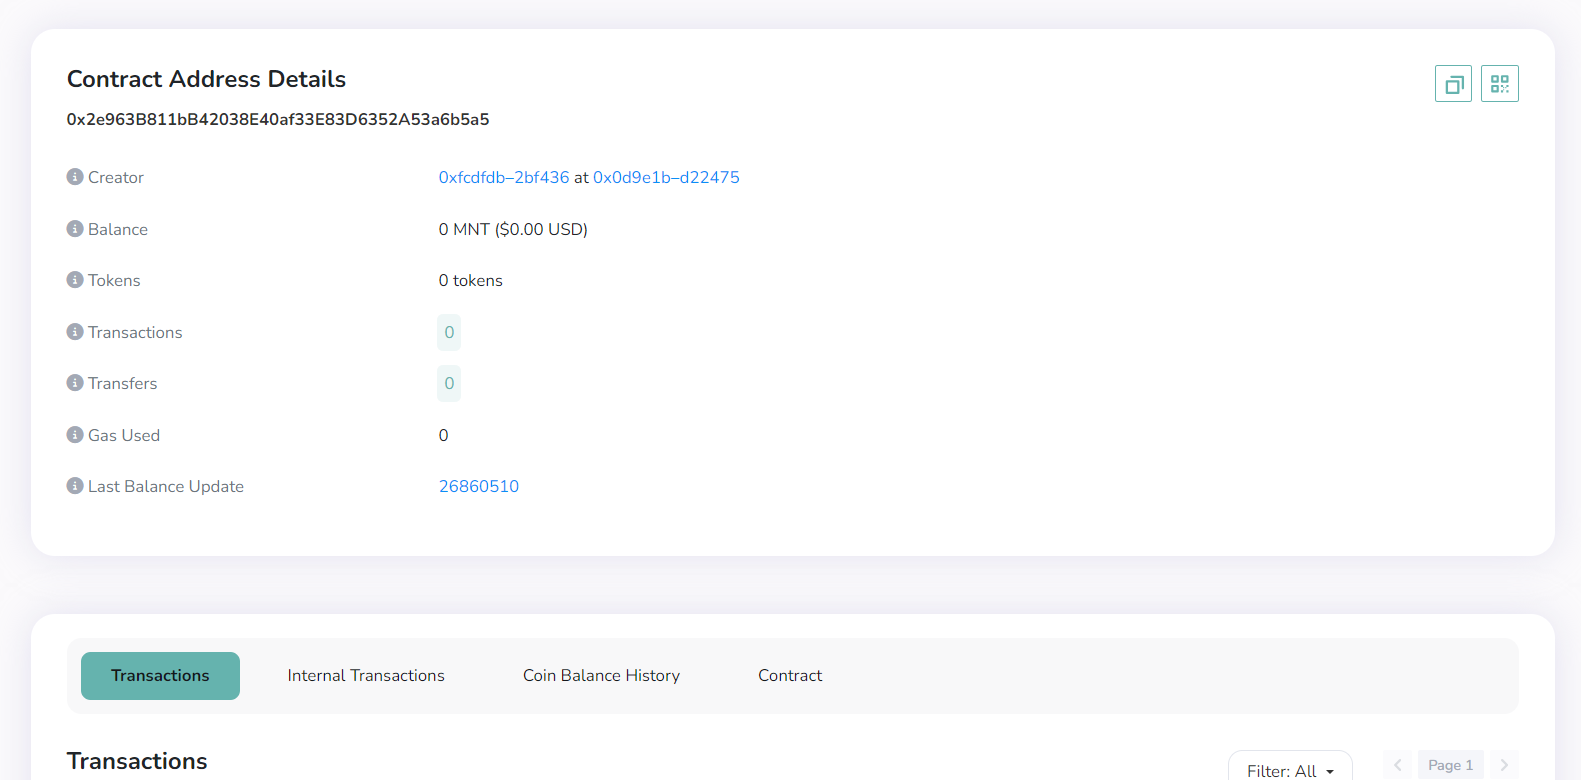 Contract Address Details
0x2e963B811bB42038E40af33E83D6352A53a6b5a5
Creator 0xfcdfdb–2bf436 at 0x0d9e1b–d22475
Balance 0 MNT ($0.00 USD)
Tokens 0 tokens
Transactions 0
Transfers 0
Gas Used 0
Last Balance Update 26860510
Transactions Internal Transactions Coin Balance History Contract
Transactions
Filter: All Page 1